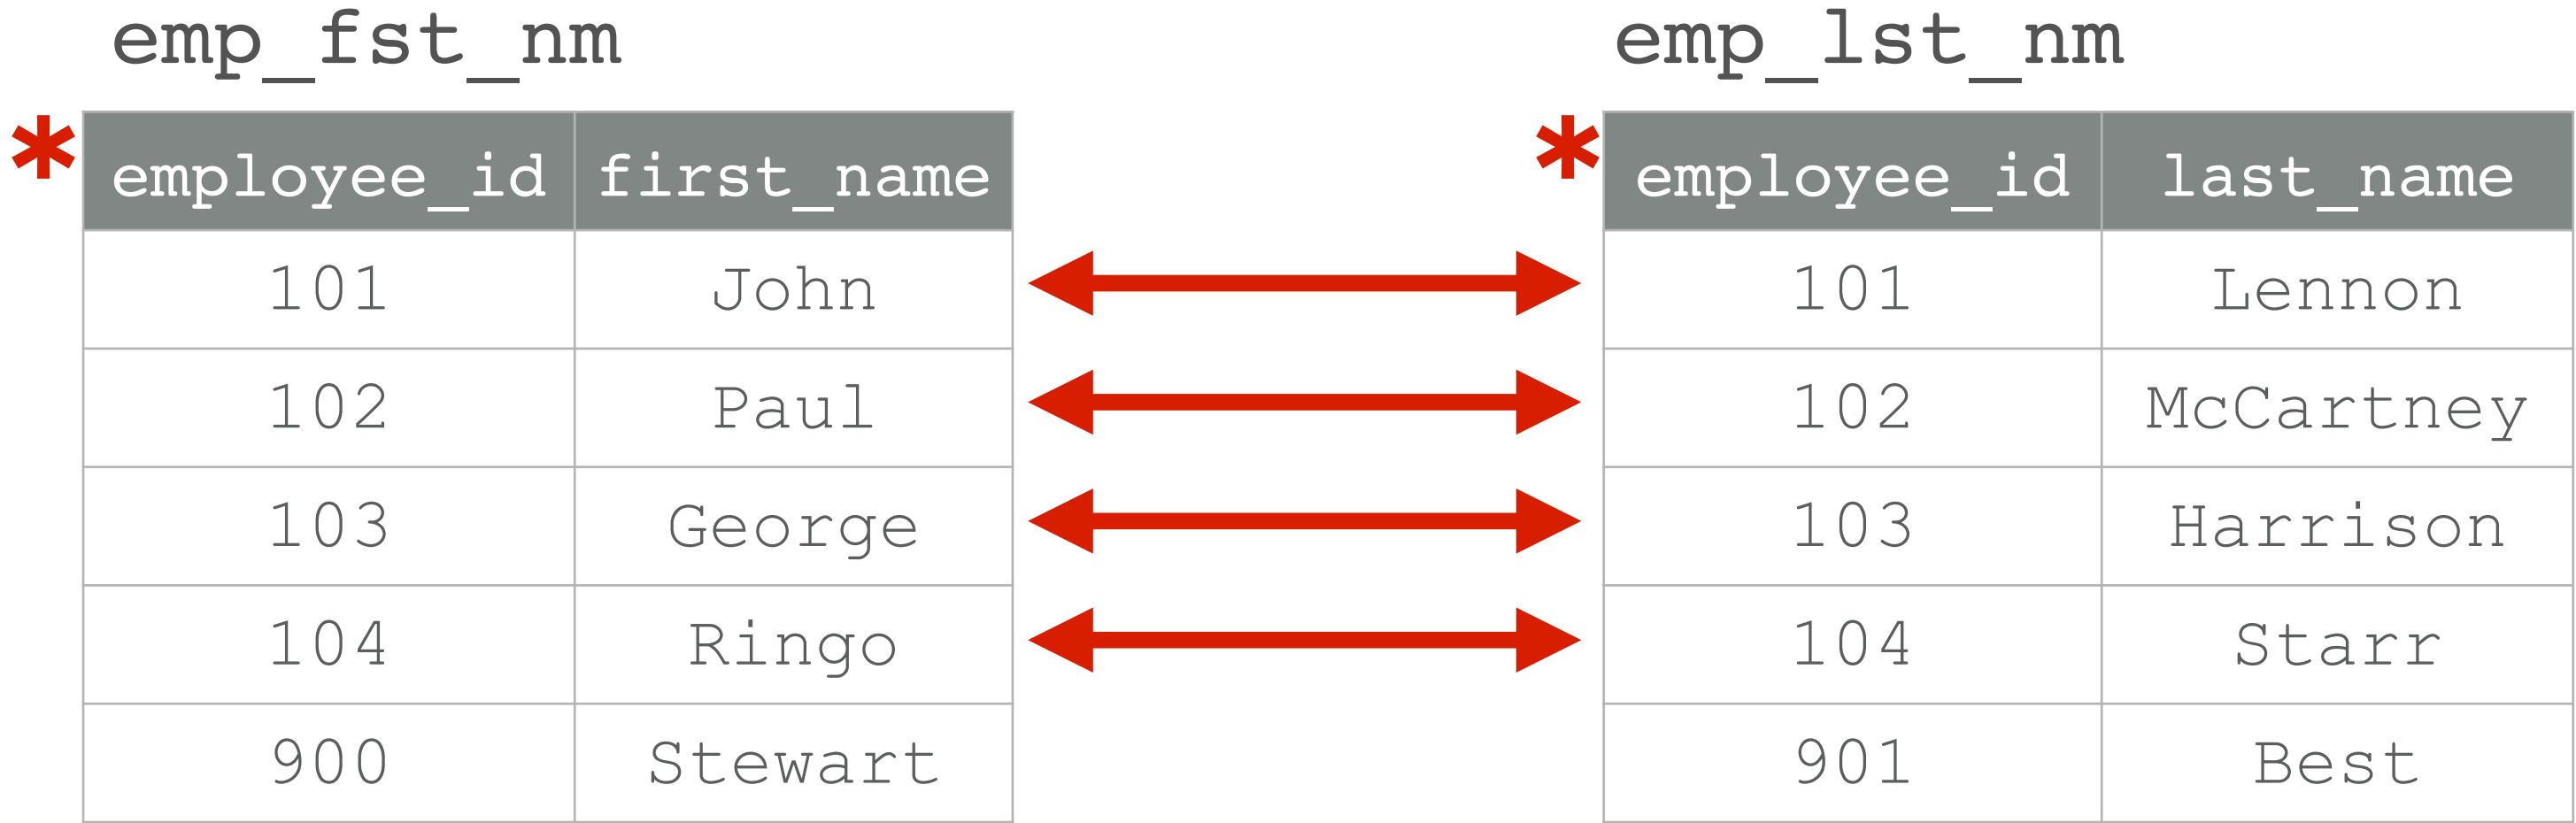 emp_fst_nm emp_lst_nm
* employee_id first_name * employee_id last_name
101 John 101 Lennon
102 Paul 102 McCartney
103 George 103 Harrison
104 Ringo 104 Starr
900 Stewart 901 Best